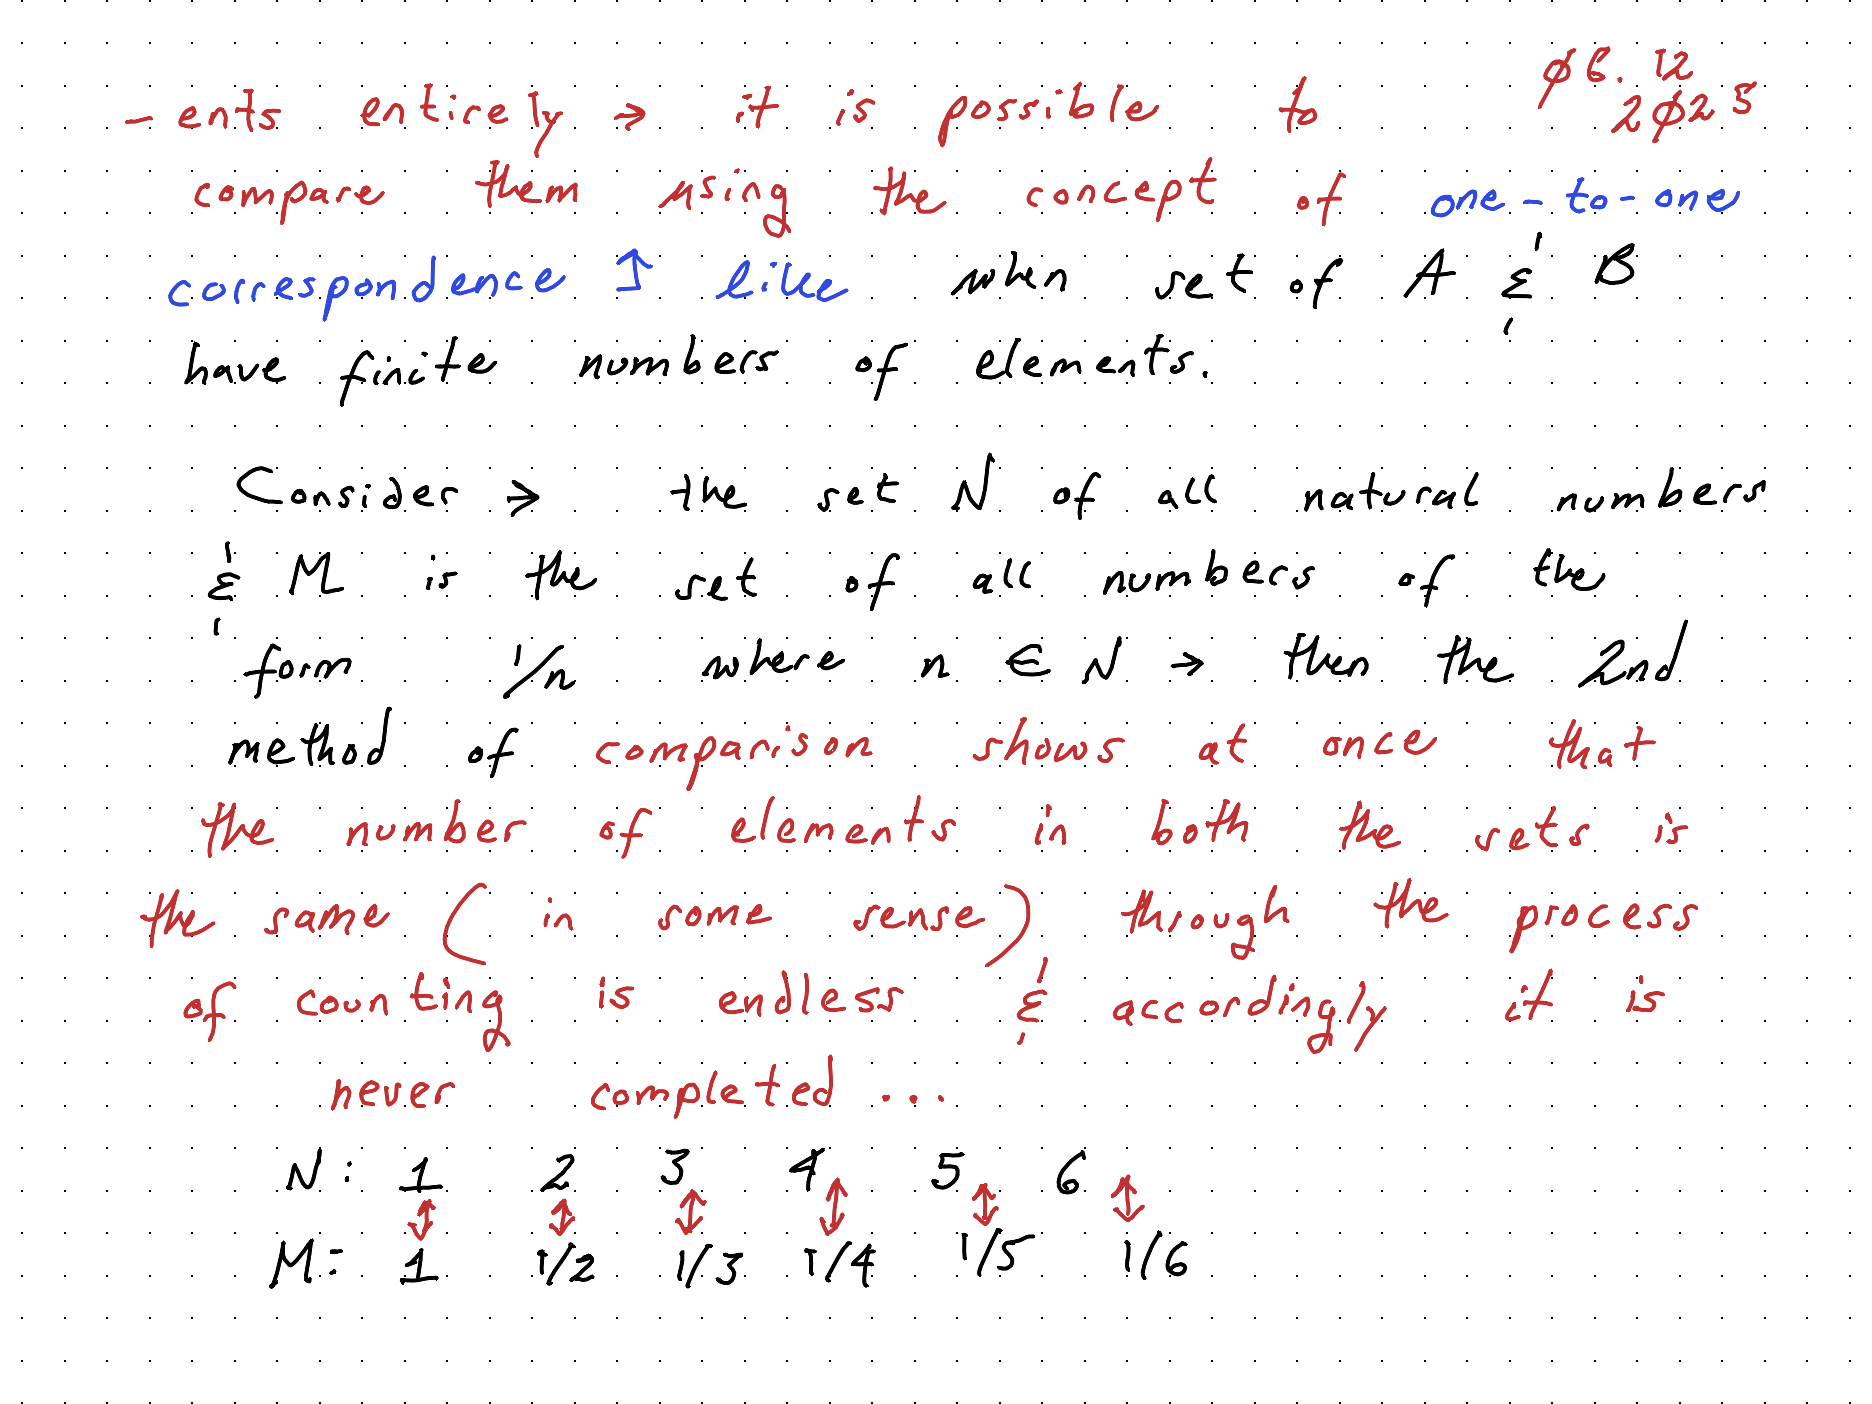 ø6.12
2ø25
- ents entirely → it is possible to
compare them using the concept of one-to-one
correspondence ↑ like when set of A & B
have finite numbers of elements.
Consider → the set N of all natural numbers
& M is the set of all numbers of the
form 1/n where n ∈ N → then the 2nd
method of comparison shows at once that
the number of elements in both the sets is
the same (in some sense) through the process
of counting is endless & accordingly it is
never completed ...
N: 1 2 3 4 5 6
↕ ↕ ↕ ↕ ↕ ↕
M: 1 1/2 1/3 1/4 1/5 1/6